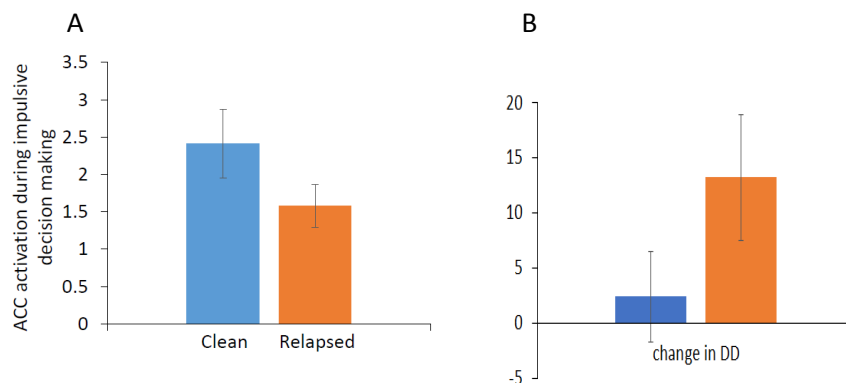 A
B
ACC activation during impulsive
decision making
3.5
3
2.5
2
1.5
1
0.5
0
Clean Relapsed
20
15
10
5
0
-5
change in DD